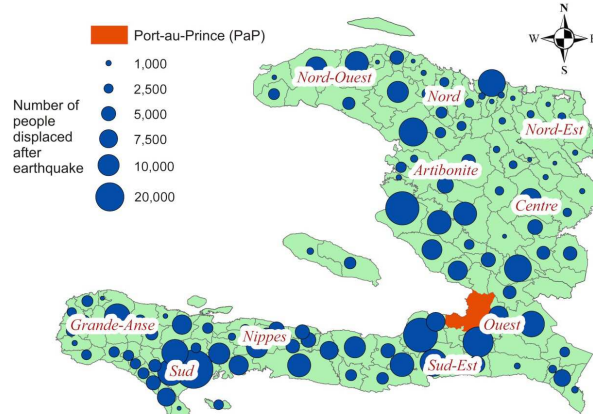 Port-au-Prince (PaP)
Number of
people
displaced
after
earthquake
1,000
2,500
5,000
7,500
10,000
20,000
N
W
E
S
Nord-Ouest
Nord
Nord-Est
Artibonite
Centre
Grande-Anse
Nippes
Ouest
Sud
Sud-Est